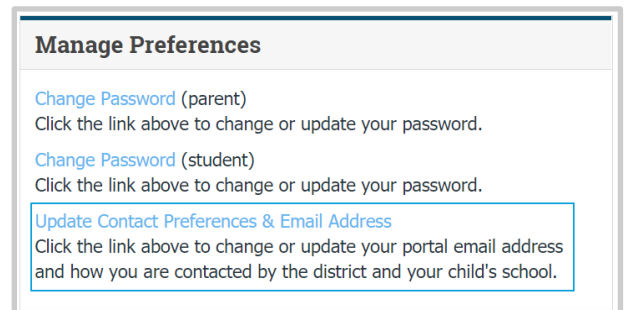 Manage Preferences
Change Password (parent)
Click the link above to change or update your password.
Change Password (student)
Click the link above to change or update your password.
Update Contact Preferences & Email Address
Click the link above to change or update your portal email address
and how you are contacted by the district and your child's school.